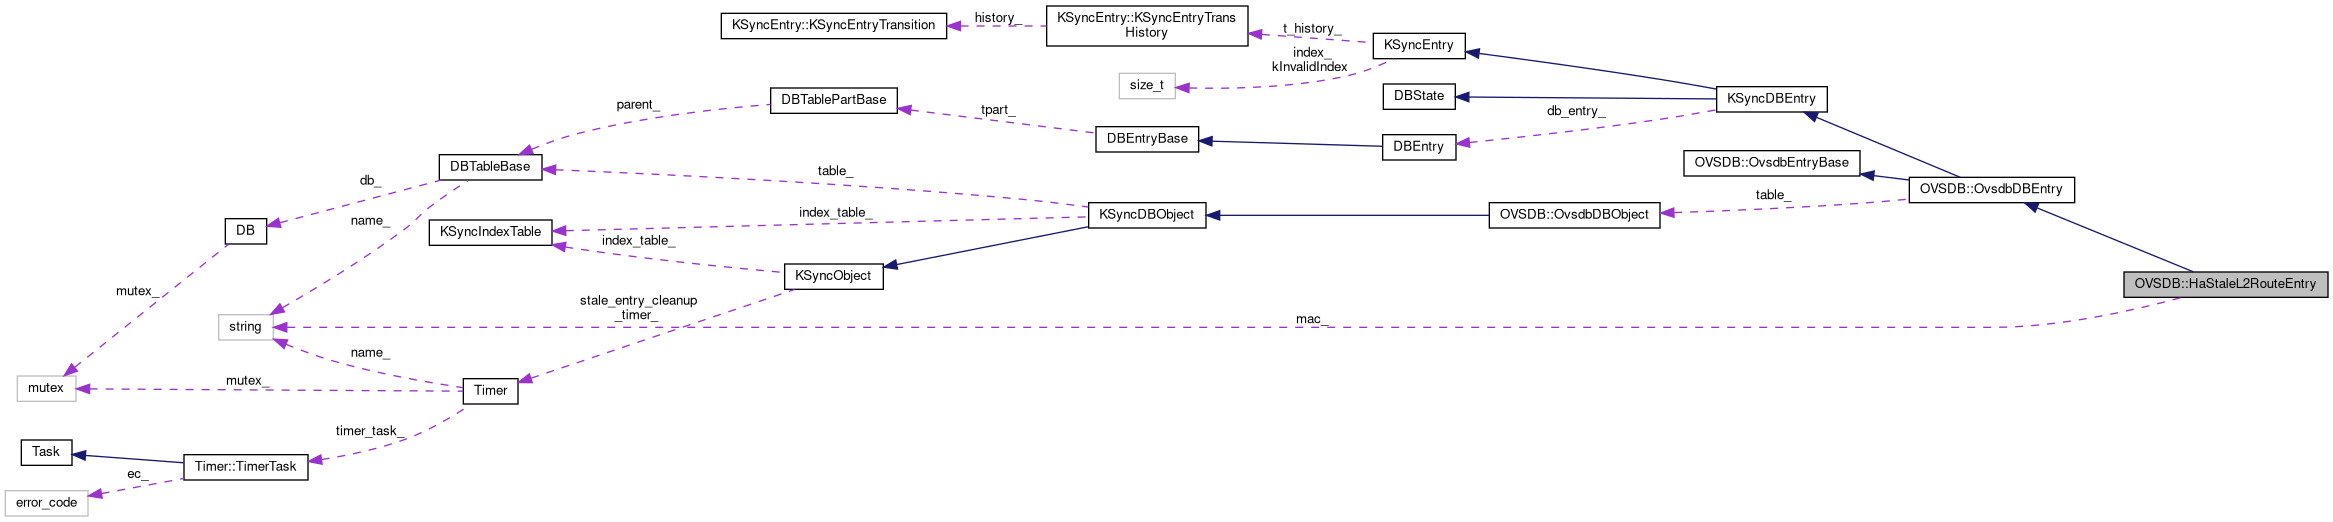 KSyncEntry::KSyncEntryTransition
history_
KSyncEntry::KSyncEntryTrans
History
t_history_
KSyncEntry
index_
kInvalidIndex
size_t
DBTablePartBase
DBState
KSyncDBEntry
parent_
tpart_
db_entry_
DBEntryBase
DBEntry
DBTableBase
OVSDB::OvsdbEntryBase
table_
db_
OVSDB::OvsdbDBEntry
table_
name_
index_table_
KSyncDBObject
OVSDB::OvsdbDBObject
DB
KSyncIndexTable
index_table_
KSyncObject
OVSDB::HaStaleL2RouteEntry
mutex_
stale_entry_cleanup
_timer_
string
mac_
name_
mutex
mutex_
Timer
timer_task_
Task
Timer::TimerTask
ec_
error_code